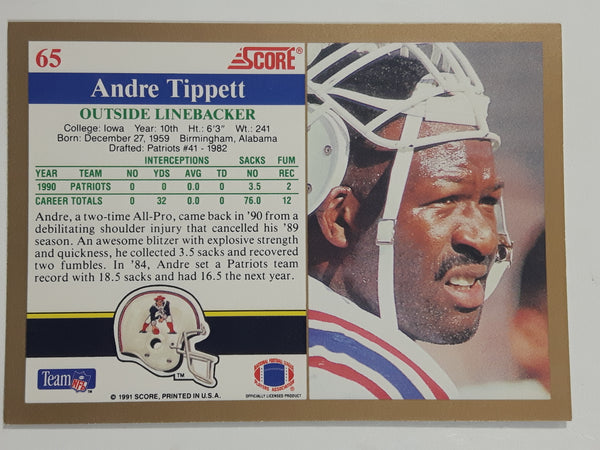 65
SCORE®
Andre Tippett
OUTSIDE LINEBACKER
College: Iowa Year: 10th Ht.: 6'3" Wt.: 241
Born: December 27, 1959 Birmingham, Alabama
Drafted: Patriots #41 - 1982
INTERCEPTIONS SACKS FUM
YEAR TEAM NO YDS AVG TD NO REC
1990 PATRIOTS 0 0 0.0 0 3.5 2
CAREER TOTALS 0 32 0.0 0 76.0 12
Andre, a two-time All-Pro, came back in '90 from a
debilitating shoulder injury that cancelled his '89
season. An awesome blitzer with explosive strength
and quickness, he collected 3.5 sacks and recovered
two fumbles. In '84, Andre set a Patriots team
record with 18.5 sacks and had 16.5 the next year.
Team NFL™
™
© 1991 SCORE, PRINTED IN U.S.A.
OFFICIALLY LICENSED PRODUCT